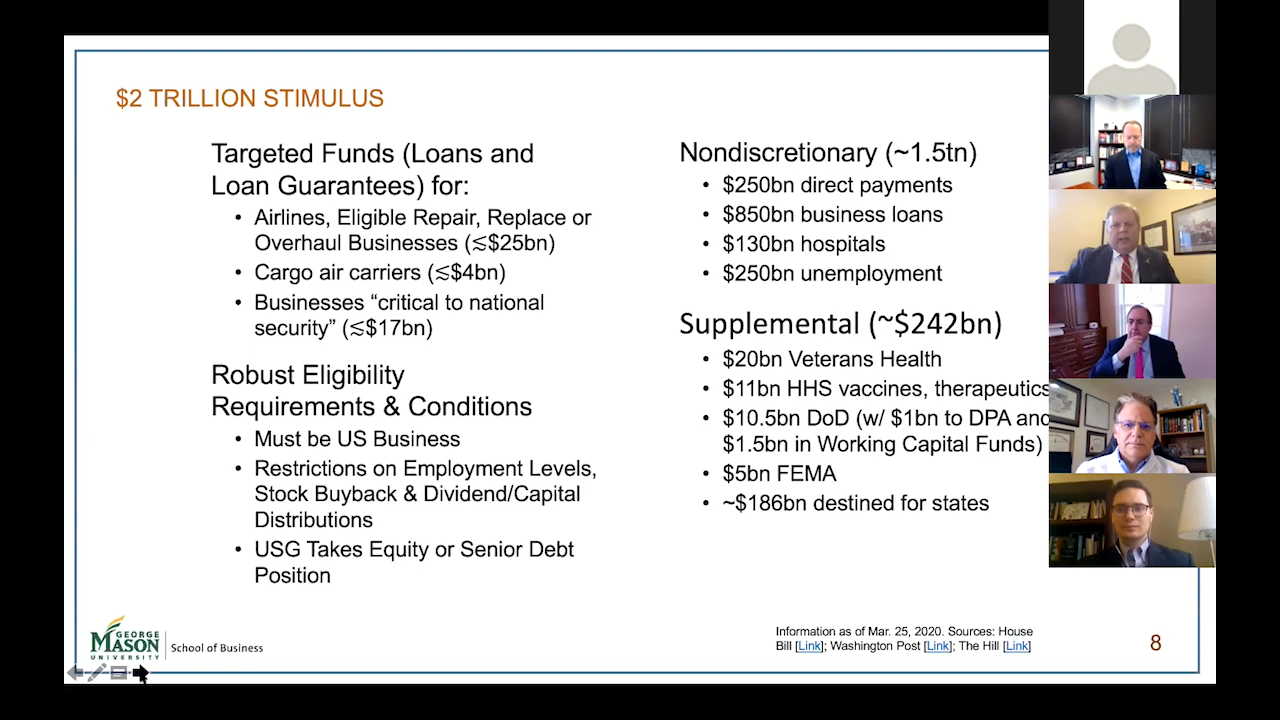 $2 TRILLION STIMULUS
Targeted Funds (Loans and
Loan Guarantees) for:
• Airlines, Eligible Repair, Replace or
Overhaul Businesses (≲$25bn)
• Cargo air carriers (≲$4bn)
• Businesses “critical to national
security” (≲$17bn)
Robust Eligibility
Requirements & Conditions
• Must be US Business
• Restrictions on Employment Levels,
Stock Buyback & Dividend/Capital
Distributions
• USG Takes Equity or Senior Debt
Position
Nondiscretionary (~1.5tn)
• $250bn direct payments
• $850bn business loans
• $130bn hospitals
• $250bn unemployment
Supplemental (~$242bn)
• $20bn Veterans Health
• $11bn HHS vaccines, therapeutics
• $10.5bn DoD (w/ $1bn to DPA and
$1.5bn in Working Capital Funds)
• $5bn FEMA
• ~$186bn destined for states
GEORGE
MASON
UNIVERSITY
School of Business
Information as of Mar. 25, 2020. Sources: House
Bill [Link]; Washington Post [Link]; The Hill [Link]
8